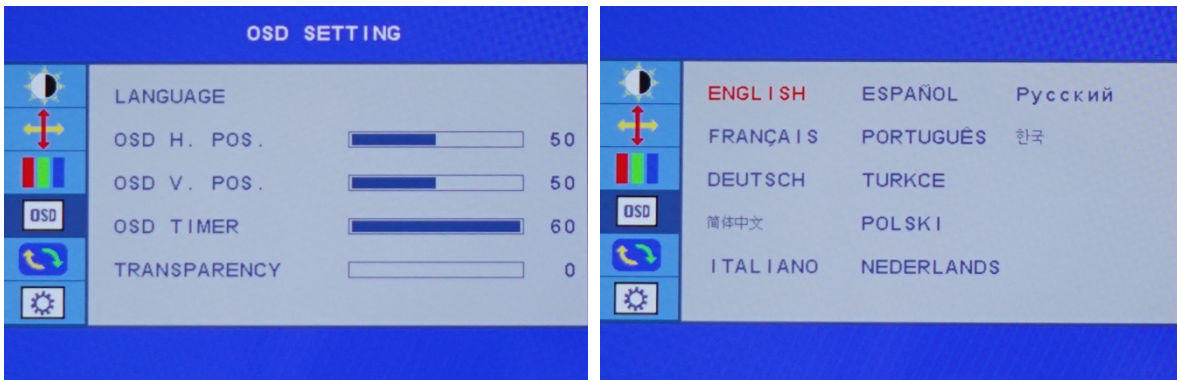 OSD SETTING
LANGUAGE
OSD H. POS. 50
OSD V. POS. 50
OSD
OSD TIMER 60
TRANSPARENCY 0
ENGLISH ESPAÑOL Русский
FRANÇAIS PORTUGUÊS 한국
DEUTSCH TURKCE
OSD
简体中文 POLSKI
ITALIANO NEDERLANDS